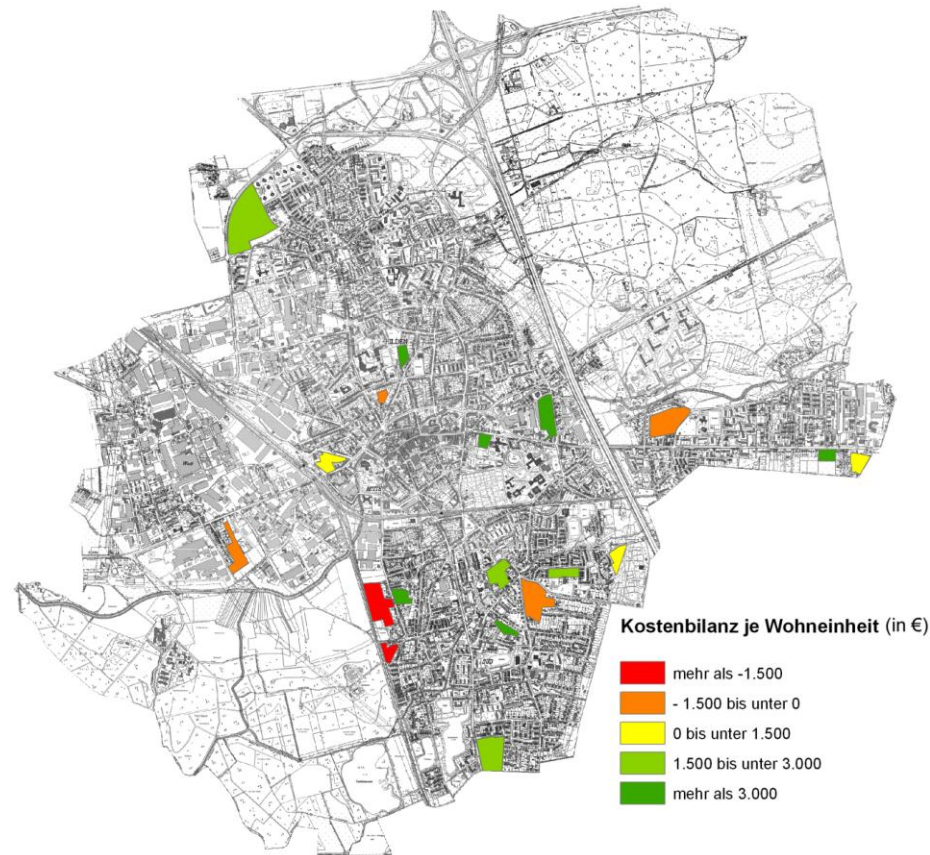 Kostenbilanz je Wohneinheit (in €)
mehr als -1.500
- 1.500 bis unter 0
0 bis unter 1.500
1.500 bis unter 3.000
mehr als 3.000